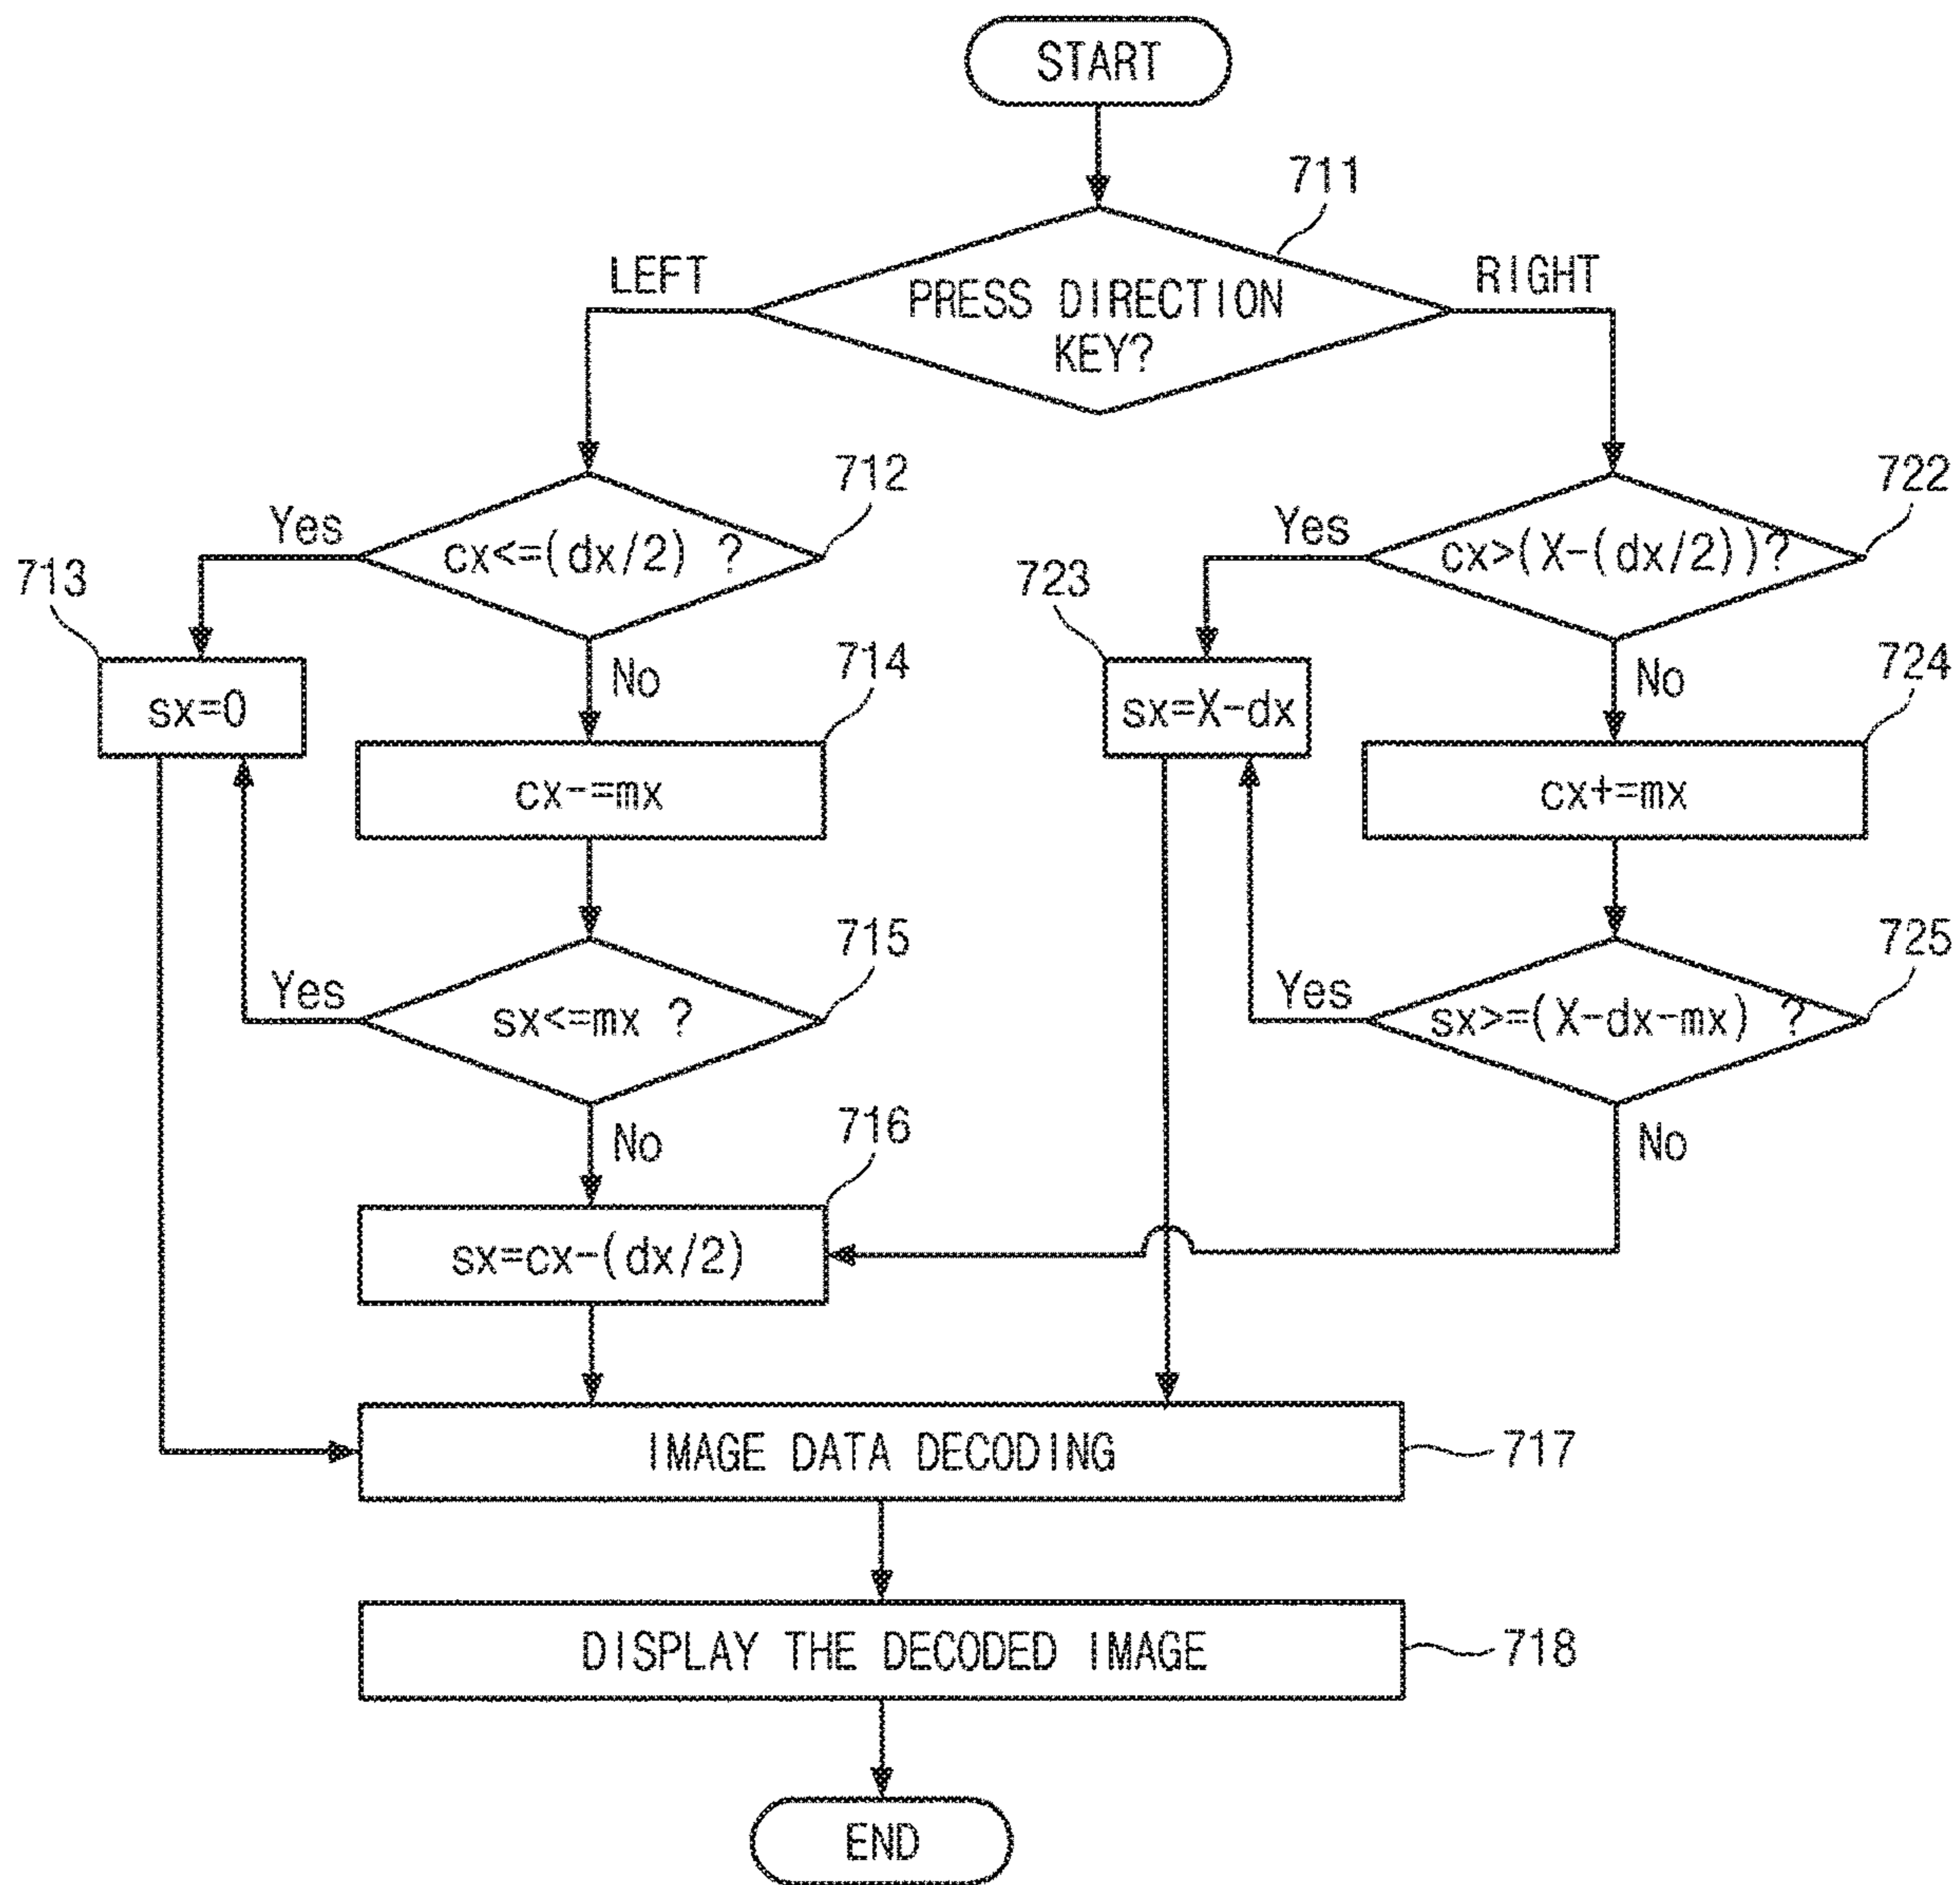 START
711
LEFT
RIGHT
PRESS DIRECTION
KEY?
712
722
Yes
cx<=(dx/2) ?
Yes
cx>(X-(dx/2))?
713
723
No
714
No
724
sx=0
sx=X-dx
cx-=mx
cx+=mx
715
725
Yes
sx<=mx ?
Yes
sx>=(X-dx-mx) ?
No
716
No
sx=cx-(dx/2)
IMAGE DATA DECODING
717
DISPLAY THE DECODED IMAGE
718
END